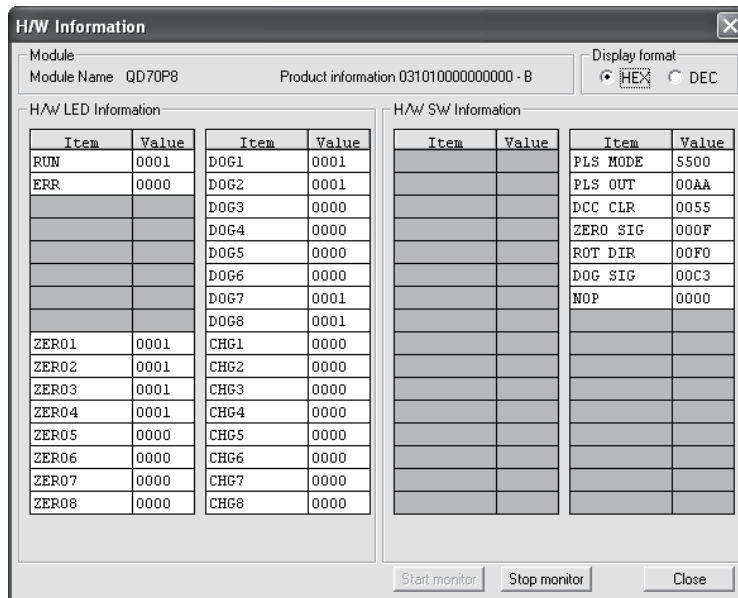 H/W Information
Module
Module Name QD70P8 Product information 031010000000000 - B
Display format
HEX DEC
H/W LED Information
H/W SW Information
Item Value Item Value Item Value Item Value
RUN 0001 DOG1 0001 PLS MODE 5500
ERR 0000 DOG2 0001 PLS OUT 00AA
DOG3 0000 DCC CLR 0055
DOG4 0000 ZERO SIG 000F
DOG5 0000 ROT DIR 00F0
DOG6 0000 DOG SIG 00C3
DOG7 0001 NOP 0000
DOG8 0001
ZERO1 0001 CHG1 0000
ZERO2 0001 CHG2 0000
ZERO3 0001 CHG3 0000
ZERO4 0001 CHG4 0000
ZERO5 0000 CHG5 0000
ZERO6 0000 CHG6 0000
ZERO7 0000 CHG7 0000
ZERO8 0000 CHG8 0000
Start monitor Stop monitor Close